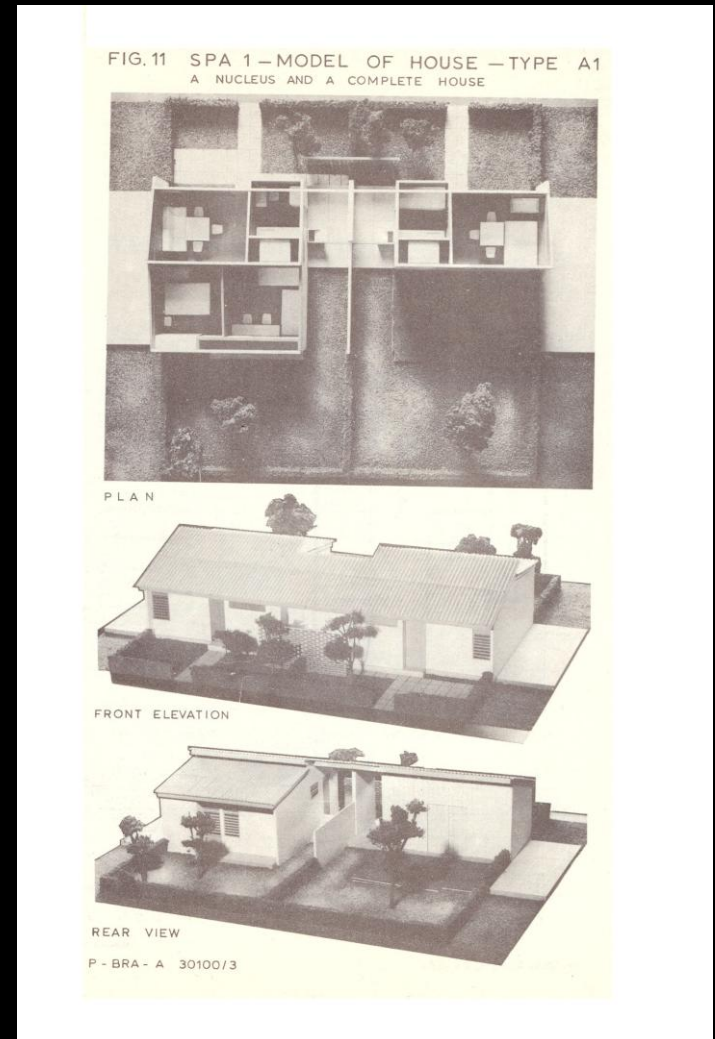 FIG. 11 SPA 1 — MODEL OF HOUSE — TYPE A1
A NUCLEUS AND A COMPLETE HOUSE
PLAN
FRONT ELEVATION
REAR VIEW
P - BRA - A 30100/3